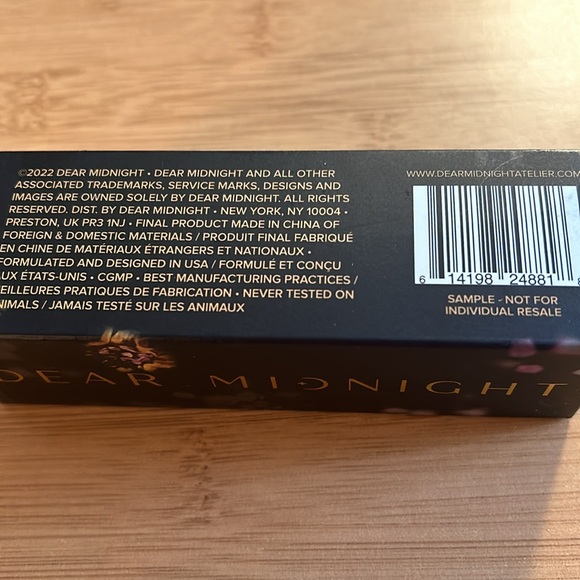 ©2022 DEAR MIDNIGHT • DEAR MIDNIGHT AND ALL OTHER
ASSOCIATED TRADEMARKS, SERVICE MARKS, DESIGNS AND
IMAGES ARE OWNED SOLELY BY DEAR MIDNIGHT. ALL RIGHTS
RESERVED. DIST. BY DEAR MIDNIGHT • NEW YORK, NY 10004 •
PRESTON, UK PR3 1NJ • FINAL PRODUCT MADE IN CHINA OF
FOREIGN & DOMESTIC MATERIALS / PRODUIT FINAL FABRIQUÉ
EN CHINE DE MATÉRIAUX ÉTRANGERS ET NATIONAUX •
FORMULATED AND DESIGNED IN USA / FORMULÉ ET CONÇU
AUX ÉTATS-UNIS • CGMP • BEST MANUFACTURING PRACTICES /
MEILLEURES PRATIQUES DE FABRICATION • NEVER TESTED ON
ANIMALS / JAMAIS TESTÉ SUR LES ANIMAUX
WWW.DEARMIDNIGHTATELIER.COM
6 14198 24881
SAMPLE - NOT FOR
INDIVIDUAL RESALE
DEAR MIDNIGHT